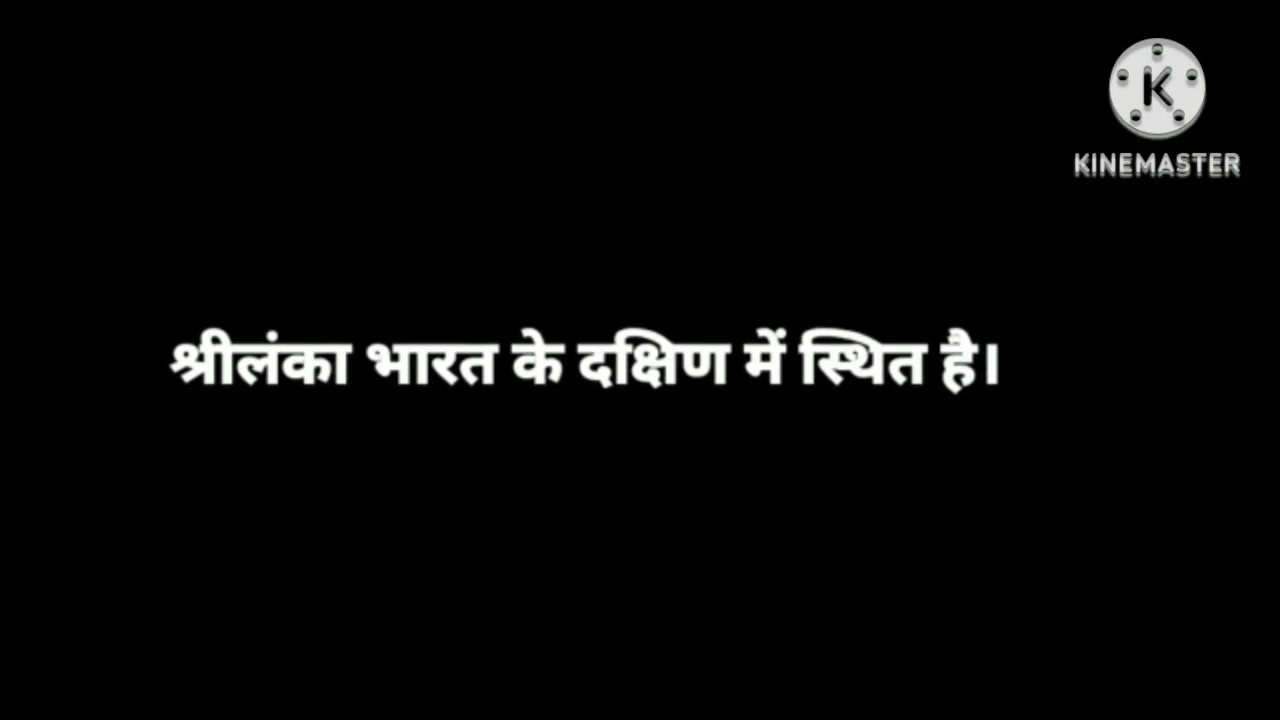 KINEMASTER
श्रीलंका भारत के दक्षिण में स्थित है।